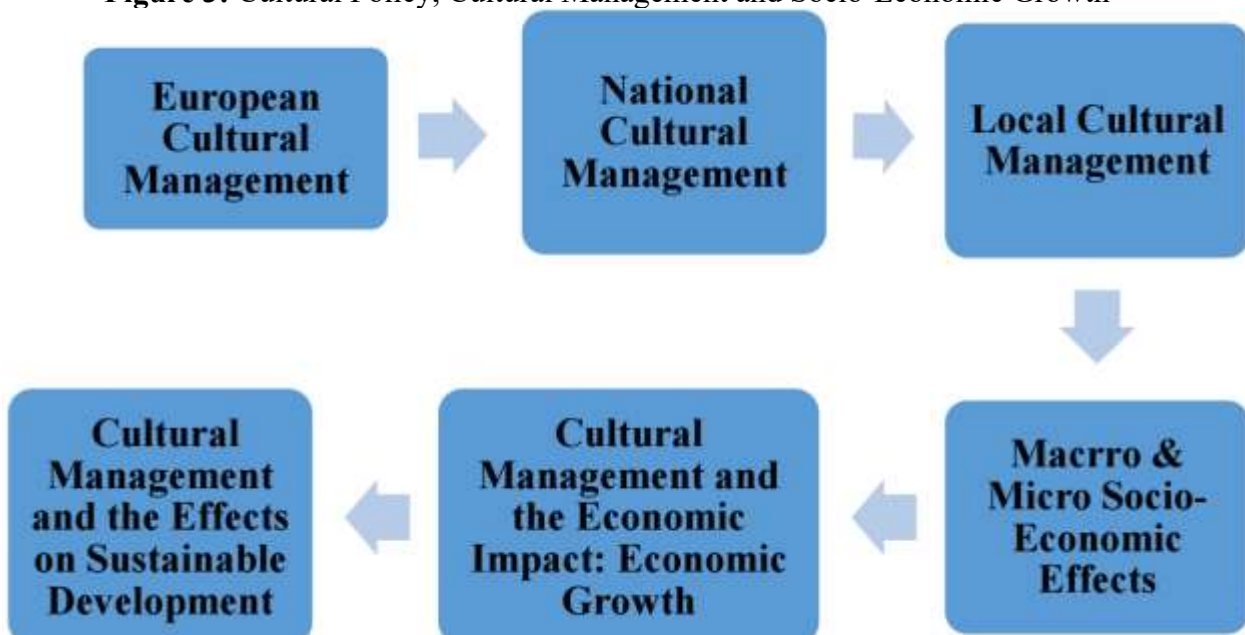 Figure 3: Cultural Policy, Cultural Management and Socio-Economic Growth
European
Cultural
Management
National
Cultural
Management
Local Cultural
Management
Macrro &
Micro Socio-
Economic
Effects
Cultural
Management and
the Economic
Impact: Economic
Growth
Cultural
Management
and the Effects
on Sustainable
Development